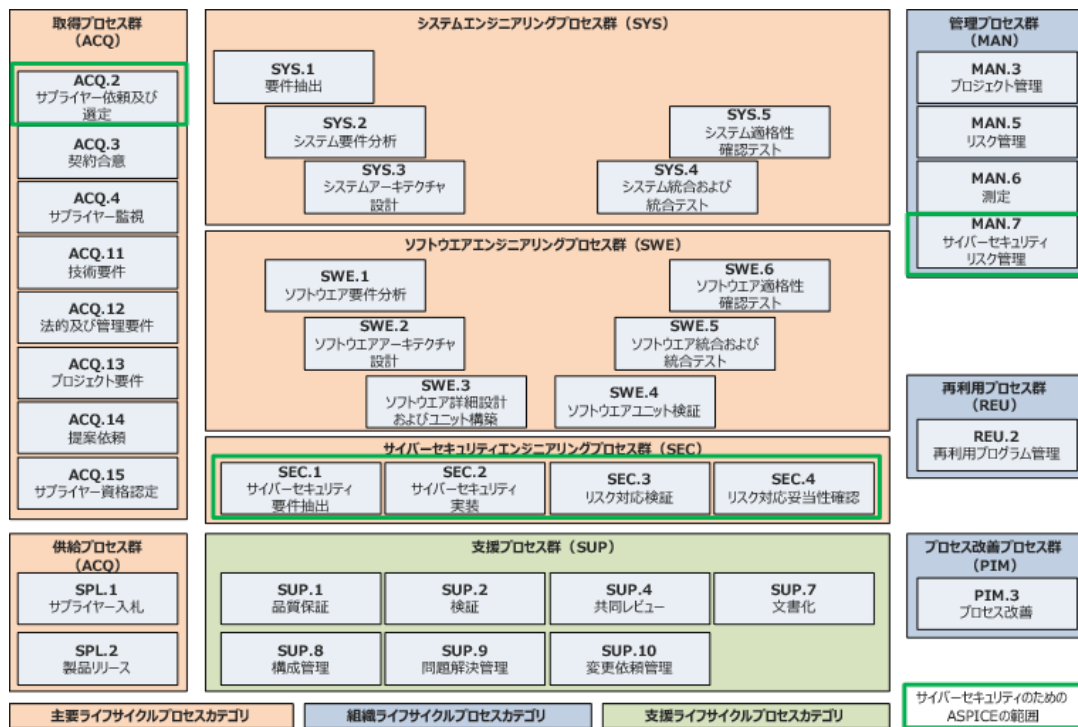 取得プロセス群
（ACQ）
ACQ.2
サプライヤー依頼及び
選定
ACQ.3
契約合意
ACQ.4
サプライヤー監視
ACQ.11
技術要件
ACQ.12
法的及び管理要件
ACQ.13
プロジェクト要件
ACQ.14
提案依頼
ACQ.15
サプライヤー資格認定
システムエンジニアリングプロセス群（SYS）
SYS.1
要件抽出
SYS.2
システム要件分析
SYS.3
システムアーキテクチャ
設計
SYS.5
システム適格性
確認テスト
SYS.4
システム統合および
統合テスト
ソフトウエアエンジニアリングプロセス群（SWE）
SWE.1
ソフトウエア要件分析
SWE.2
ソフトウエアアーキテクチャ
設計
SWE.3
ソフトウエア詳細設計
およびユニット構築
SWE.6
ソフトウエア適格性
確認テスト
SWE.5
ソフトウエア統合および
統合テスト
SWE.4
ソフトウエアユニット検証
サイバーセキュリティエンジニアリングプロセス群（SEC）
SEC.1
サイバーセキュリティ
要件抽出
SEC.2
サイバーセキュリティ
実装
SEC.3
リスク対応検証
SEC.4
リスク対応妥当性確認
管理プロセス群
（MAN）
MAN.3
プロジェクト管理
MAN.5
リスク管理
MAN.6
測定
MAN.7
サイバーセキュリティ
リスク管理
再利用プロセス群
（REU）
REU.2
再利用プログラム管理
供給プロセス群
（ACQ）
SPL.1
サプライヤー入札
SPL.2
製品リリース
支援プロセス群（SUP）
SUP.1
品質保証
SUP.2
検証
SUP.4
共同レビュー
SUP.7
文書化
SUP.8
構成管理
SUP.9
問題解決管理
SUP.10
変更依頼管理
プロセス改善プロセス群
（PIM）
PIM.3
プロセス改善
主要ライフサイクルプロセスカテゴリ
組織ライフサイクルプロセスカテゴリ
支援ライフサイクルプロセスカテゴリ
サイバーセキュリティのための
ASPICEの範囲